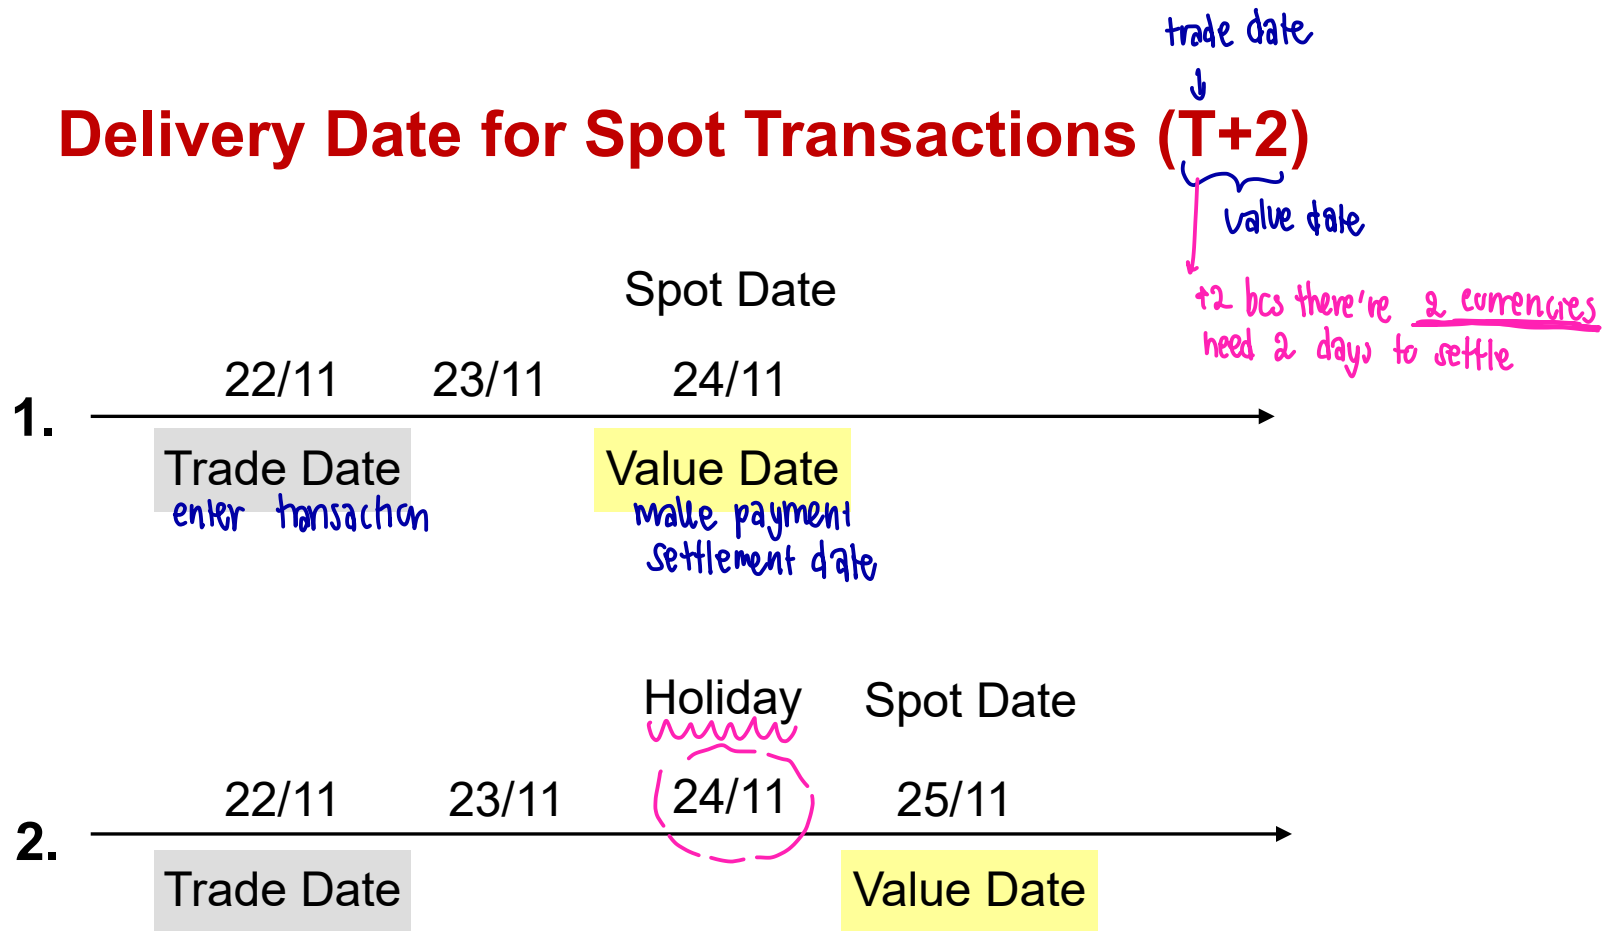 trade date
Delivery Date for Spot Transactions (T+2)
value date
+2 bcs there're 2 currencies
need 2 days to settle
Spot Date
22/11 23/11 24/11
1.
Trade Date Value Date
enter transaction make payment
settlement date
Holiday Spot Date
22/11 23/11 24/11 25/11
2.
Trade Date Value Date